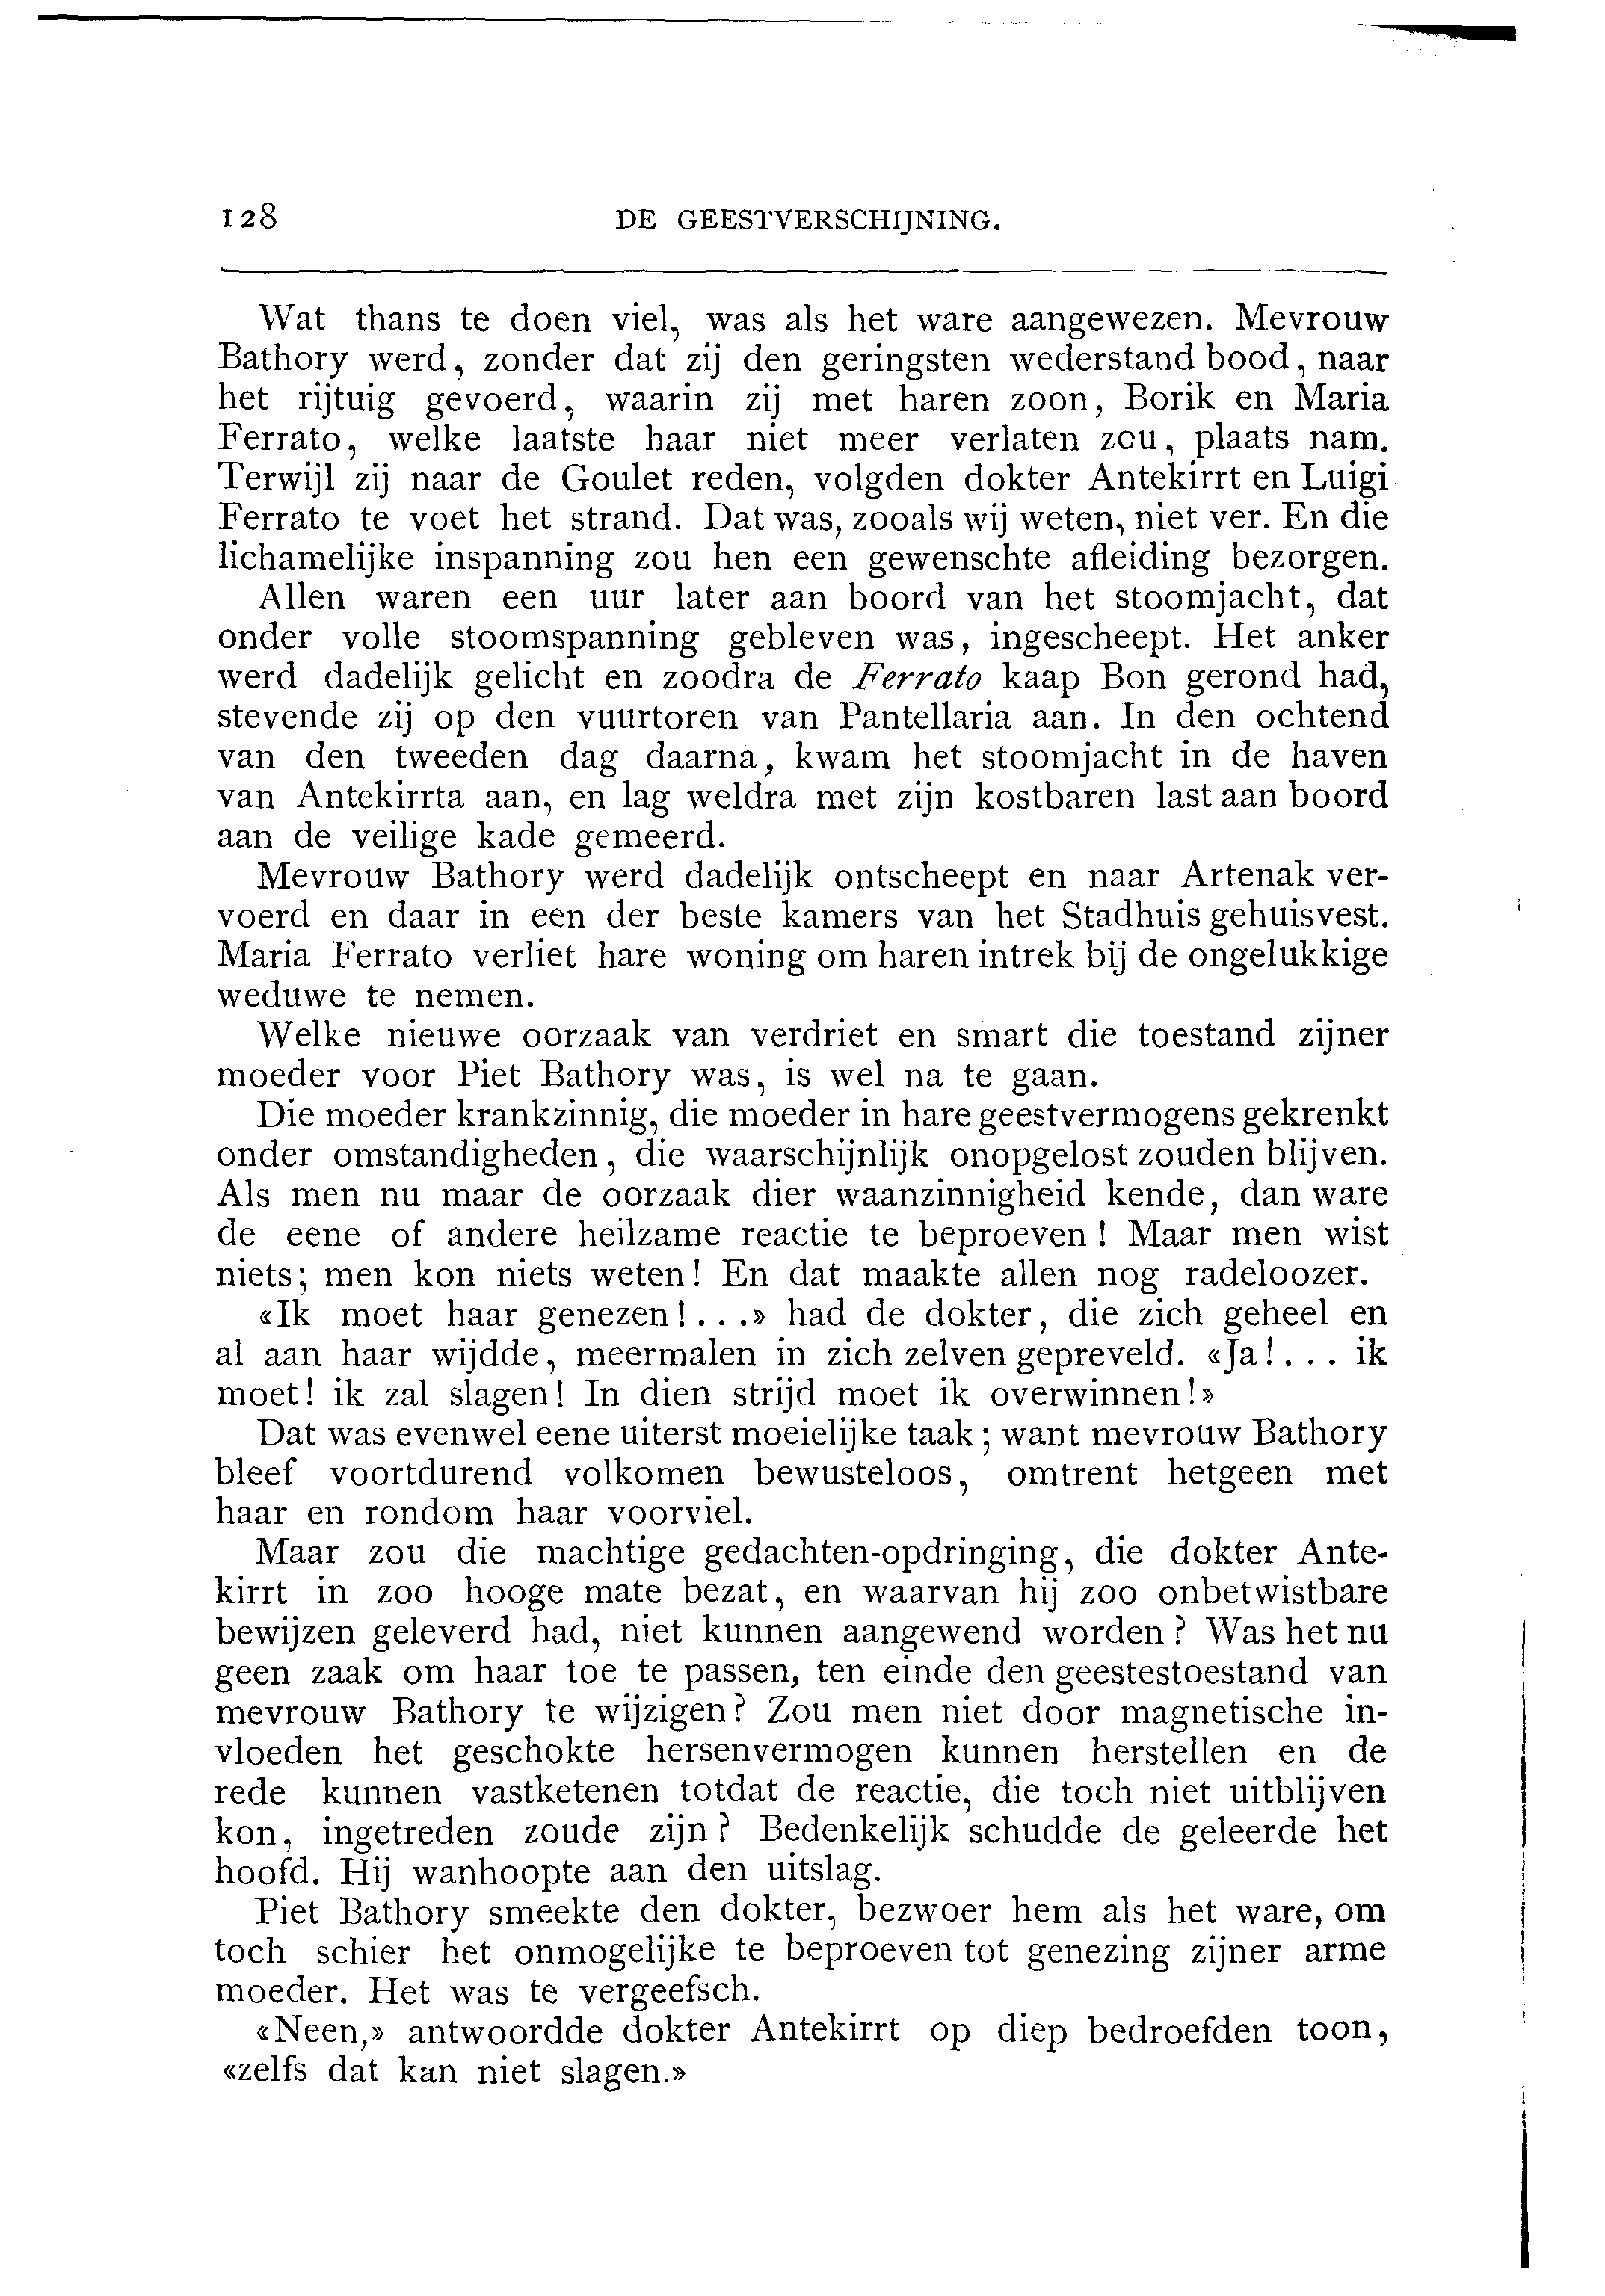 128 DE GEESTVERSCHIJNING.
Wat thans te doen viel, was als het ware aangewezen. Mevrouw
Bathory werd, zonder dat zij den geringsten wederstand bood, naar
het rijtuig gevoerd, waarin zij met haren zoon, Borik en Maria
Ferrato, welke laatste haar niet meer verlaten zou, plaats nam.
Terwijl zij naar de Goulet reden, volgden dokter Antekirrt en Luigi
Ferrato te voet het strand. Dat was, zooals wij weten, niet ver. En die
lichamelijke inspanning zou hen een gewenschte afleiding bezorgen.
Allen waren een uur later aan boord van het stoomjacht, dat
onder volle stoomspanning gebleven was, ingescheept. Het anker
werd dadelijk gelicht en zoodra de Ferrato kaap Bon gerond had,
stevende zij op den vuurtoren van Pantellaria aan. In den ochtend
van den tweeden dag daarna, kwam het stoomjacht in de haven
van Antekirrta aan, en lag weldra met zijn kostbaren last aan boord
aan de veilige kade gemeerd.
Mevrouw Bathory werd dadelijk ontscheept en naar Artenak ver-
voerd en daar in een der beste kamers van het Stadhuis gehuisvest.
Maria Ferrato verliet hare woning om haren intrek bij de ongelukkige
weduwe te nemen.
Welke nieuwe oorzaak van verdriet en smart die toestand zijner
moeder voor Piet Bathory was, is wel na te gaan.
Die moeder krankzinnig, die moeder in hare geestvermogens gekrenkt
onder omstandigheden, die waarschijnlijk onopgelost zouden blijven.
Als men nu maar de oorzaak dier waanzinnigheid kende, dan ware
de eene of andere heilzame reactie te beproeven! Maar men wist
niets; men kon niets weten! En dat maakte allen nog radeloozer.
«Ik moet haar genezen!...» had de dokter, die zich geheel en
al aan haar wijdde, meermalen in zich zelven gepreveld. «Ja!... ik
moet! ik zal slagen! In dien strijd moet ik overwinnen!»
Dat was evenwel eene uiterst moeielijke taak; want mevrouw Bathory
bleef voortdurend volkomen bewusteloos, omtrent hetgeen met
haar en rondom haar voorviel.
Maar zou die machtige gedachten-opdringing, die dokter Ante-
kirrt in zoo hooge mate bezat, en waarvan hij zoo onbetwistbare
bewijzen geleverd had, niet kunnen aangewend worden? Was het nu
geen zaak om haar toe te passen, ten einde den geestestoestand van
mevrouw Bathory te wijzigen? Zou men niet door magnetische in-
vloeden het geschokte hersenvermogen kunnen herstellen en de
rede kunnen vastketenen totdat de reactie, die toch niet uitblijven
kon, ingetreden zoude zijn? Bedenkelijk schudde de geleerde het
hoofd. Hij wanhoopte aan den uitslag.
Piet Bathory smeekte den dokter, bezwoer hem als het ware, om
toch schier het onmogelijke te beproeven tot genezing zijner arme
moeder. Het was te vergeefsch.
«Neen,» antwoordde dokter Antekirrt op diep bedroefden toon,
«zelfs dat kan niet slagen.»